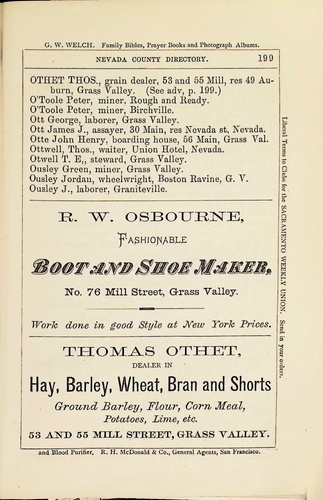 G. W. WELCH. Family Bibles, Prayer Books and Photograph Albums.
NEVADA COUNTY DIRECTORY. 199
OTHET THOS., grain dealer, 53 and 55 Mill, res 49 Au-
burn, Grass Valley. (See adv, p. 199.)
O'Toole Peter, miner, Rough and Ready.
O'Toole Peter, miner, Birchville.
Ott George, laborer, Grass Valley.
Ott James J., assayer, 30 Main, res Nevada st, Nevada.
Otte John Henry, boarding house, 56 Main, Grass Val.
Ottwell, Thos., waiter, Union Hotel, Nevada.
Otwell T. E., steward, Grass Valley.
Ousley Green, miner, Grass Valley.
Ousley Jordan, wheelwright, Boston Ravine, G. V.
Ousley J., laborer, Graniteville.
R. W. OSBOURNE,
FASHIONABLE
BOOT AND SHOE MAKER,
No. 76 Mill Street, Grass Valley.
Work done in good Style at New York Prices.
THOMAS OTHET,
DEALER IN
Hay, Barley, Wheat, Bran and Shorts
Ground Barley, Flour, Corn Meal,
Potatoes, Lime, etc.
53 AND 55 MILL STREET, GRASS VALLEY.
and Blood Purifier, R. H. McDonald & Co., General Agents, San Francisco.
Liberal Terms to Clubs for the SACRAMENTO WEEKLY UNION. Send in your orders.